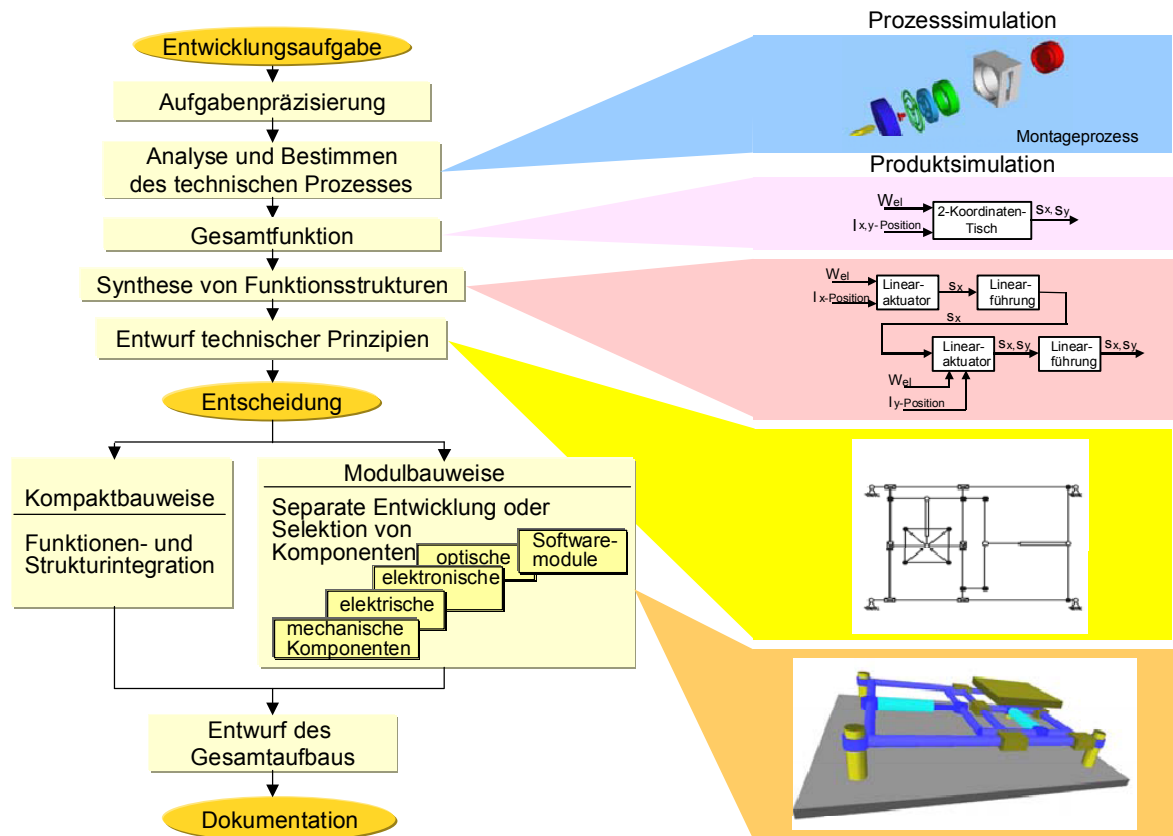 Entwicklungsaufgabe
Aufgabenpräzisierung
Analyse und Bestimmen
des technischen Prozesses
Gesamtfunktion
Synthese von Funktionsstrukturen
Entwurf technischer Prinzipien
Entscheidung
Kompaktbauweise
Funktionen- und
Strukturintegration
Modulbauweise
Separate Entwicklung oder
Selektion von
Komponenten
optische
Software-
module
elektronische
elektrische
mechanische
Komponenten
Entwurf des
Gesamtaufbaus
Dokumentation
Prozesssimulation
Montageprozess
Produktsimulation
Wel
Ix,y-Position
2-Koordinaten-
Tisch
sx, sy
Wel
Ix-Position
Linear-
aktuator
sx
Linear-
führung
sx
Linear-
aktuator
sx, sy
Linear-
führung
sx, sy
Wel
Iy-Position